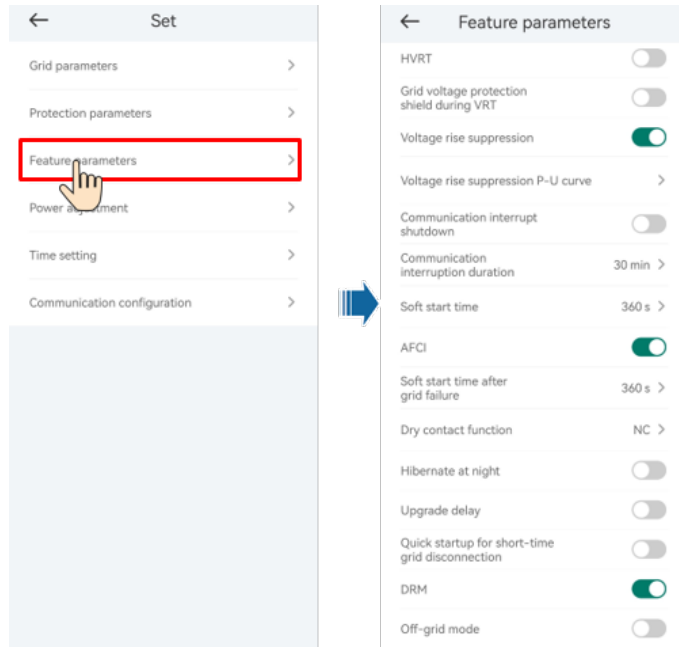 Set
Grid parameters
Protection parameters
Feature parameters
Power adjustment
Time setting
Communication configuration
Feature parameters
HVRT
Grid voltage protection
shield during VRT
Voltage rise suppression
Voltage rise suppression P-U curve
Communication interrupt
shutdown
Communication
interruption duration
30 min
Soft start time
360 s
AFCI
Soft start time after
grid failure
360 s
Dry contact function
NC
Hibernate at night
Upgrade delay
Quick startup for short-time
grid disconnection
DRM
Off-grid mode